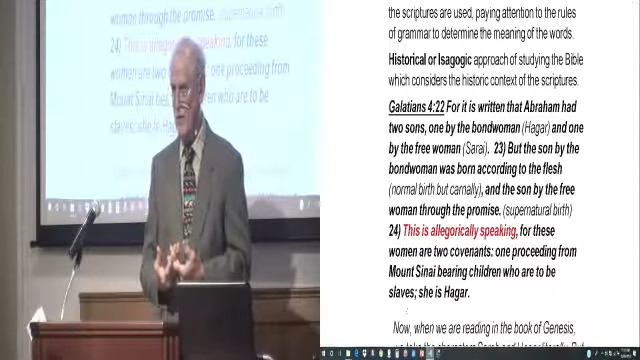 woman through the promise. (supernatural birth)
24) This is allegorically speaking, for these
women are two one proceeding from
Mount Sinai who are to be
slaves; she is Hagar
the scriptures are used, paying attention to the rules
of grammar to determine the meaning of the words.
Historical or Isagogic approach of studying the Bible
which considers the historic context of the scriptures.
Galatians 4:22 For it is written that Abraham had
two sons, one by the bondwoman (Hagar) and one
by the free woman (Sarai). 23) But the son by the
bondwoman was born according to the flesh
(normal birth but carnally), and the son by the free
woman through the promise. (supernatural birth)
24) This is allegorically speaking, for these
women are two covenants: one proceeding from
Mount Sinai bearing children who are to be
slaves; she is Hagar.
Now, when we are reading in the book of Genesis,